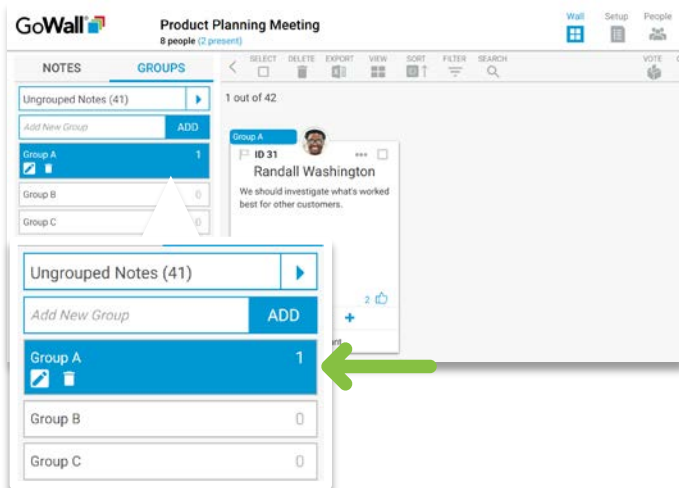 GoWall
Product Planning Meeting
8 people (2 present)
Wall Setup People
NOTES GROUPS
SELECT DELETE EXPORT VIEW SORT FILTER SEARCH VOTE
Ungrouped Notes (41)
1 out of 42
Add New Group ADD
Group A 1
Group B 0
Group C 0
Group A
ID 31
Randall Washington
We should investigate what's worked
best for other customers.
2
Ungrouped Notes (41)
Add New Group ADD
Group A 1
Group B 0
Group C 0